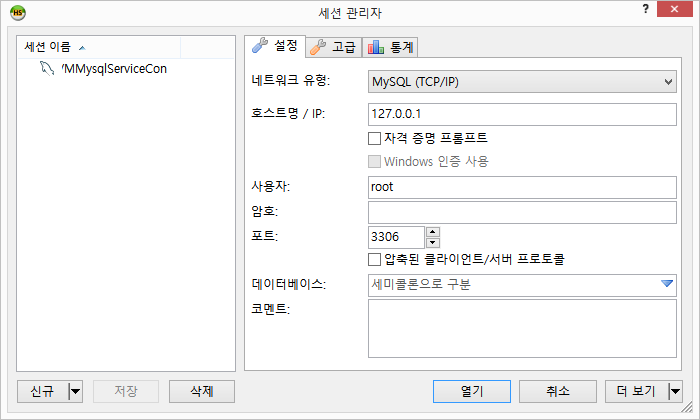 HS
세션 관리자
?
세션 이름
'MMysqlServiceCon
설정
고급
통계
네트워크 유형:
MySQL (TCP/IP)
호스트명 / IP:
127.0.0.1
자격 증명 프롬프트
Windows 인증 사용
사용자:
root
암호:
포트:
3306
압축된 클라이언트/서버 프로토콜
데이터베이스:
세미콜론으로 구분
코멘트:
신규
저장
삭제
열기
취소
더 보기